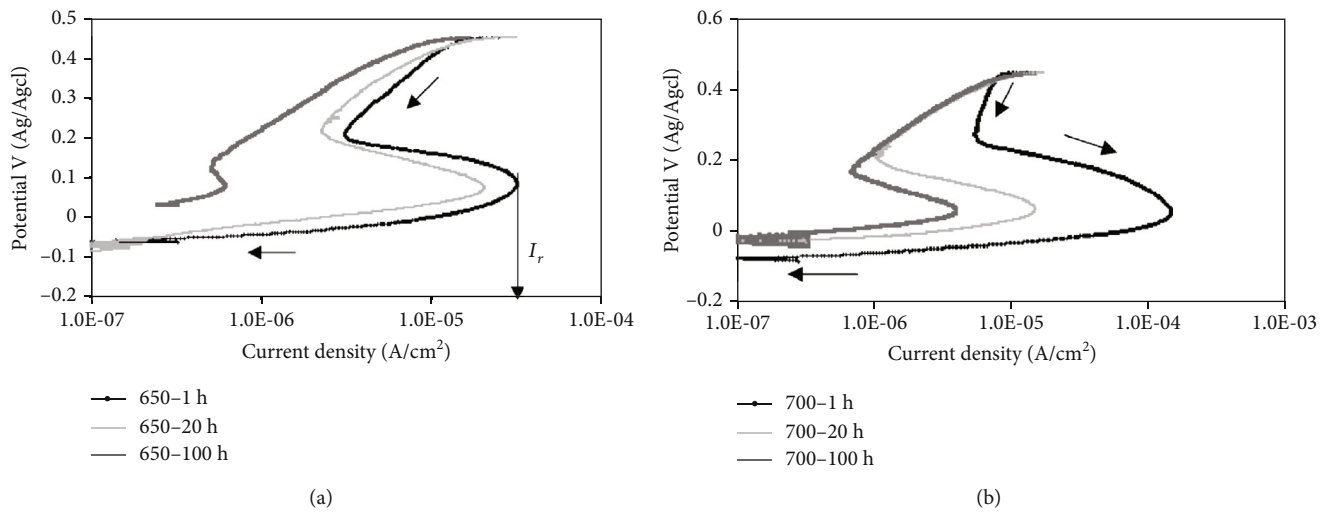 0.5
0.4
0.3
0.2
0.1
0
–0.1
–0.2
Potential V (Ag/Agcl)
1.0E-07 1.0E-06 1.0E-05 1.0E-04
Current density (A/cm²)
I_r
650–1 h
650–20 h
650–100 h
(a)
0.6
0.4
0.2
0
–0.2
Potential V (Ag/Agcl)
1.0E-07 1.0E-06 1.0E-05 1.0E-04 1.0E-03
Current density (A/cm²)
700–1 h
700–20 h
700–100 h
(b)